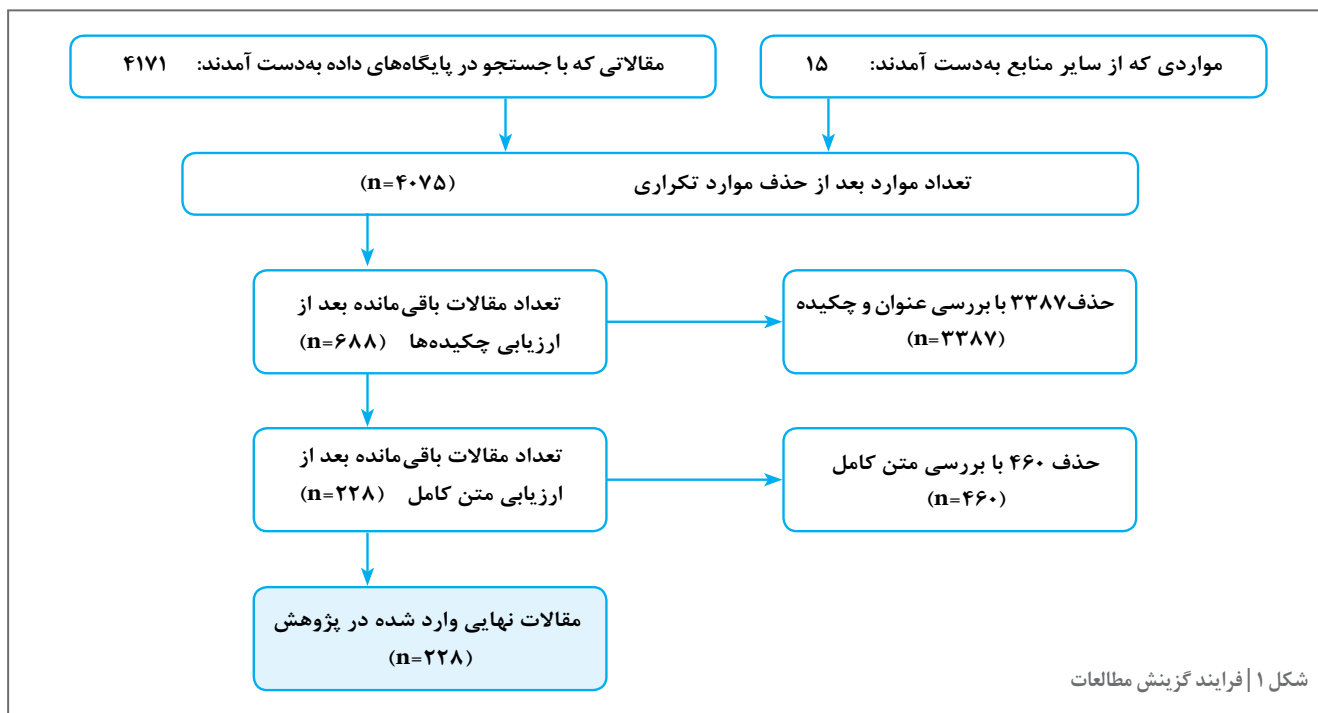 مواردی که از سایر منابع به‌دست آمدند: ۱۵
مقالاتی که با جستجو در پایگاه‌های داده به‌دست آمدند: ۴۱۷۱
تعداد موارد بعد از حذف موارد تکراری (n=۴۰۷۵)
تعداد مقالات باقی‌مانده بعد از
ارزیابی چکیده‌ها (n=۶۸۸)
حذف۳۳۸۷ با بررسی عنوان و چکیده
(n=۳۳۸۷)
تعداد مقالات باقی‌مانده بعد از
ارزیابی متن کامل (n=۲۲۸)
حذف ۴۶۰ با بررسی متن کامل
(n=۴۶۰)
مقالات نهایی وارد شده در پژوهش
(n=۲۲۸)
شکل ۱ | فرایند گزینش مطالعات